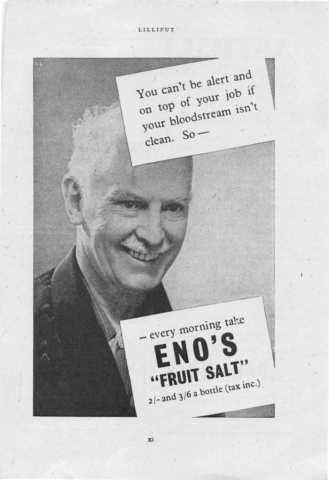 LILLIPUT
You can't be alert and
on top of your job if
your bloodstream isn't
clean. So —
— every morning take
ENO'S
"FRUIT SALT"
2/- and 3/6 a bottle (tax inc.)
xi